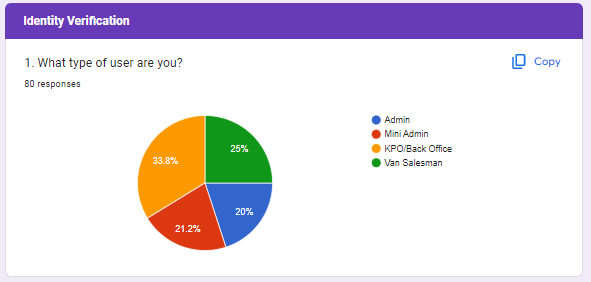 Identity Verification
1. What type of user are you?
Copy
80 responses
Admin
Mini Admin
KPO/Back Office
Van Salesman
25%
33.8%
20%
21.2%